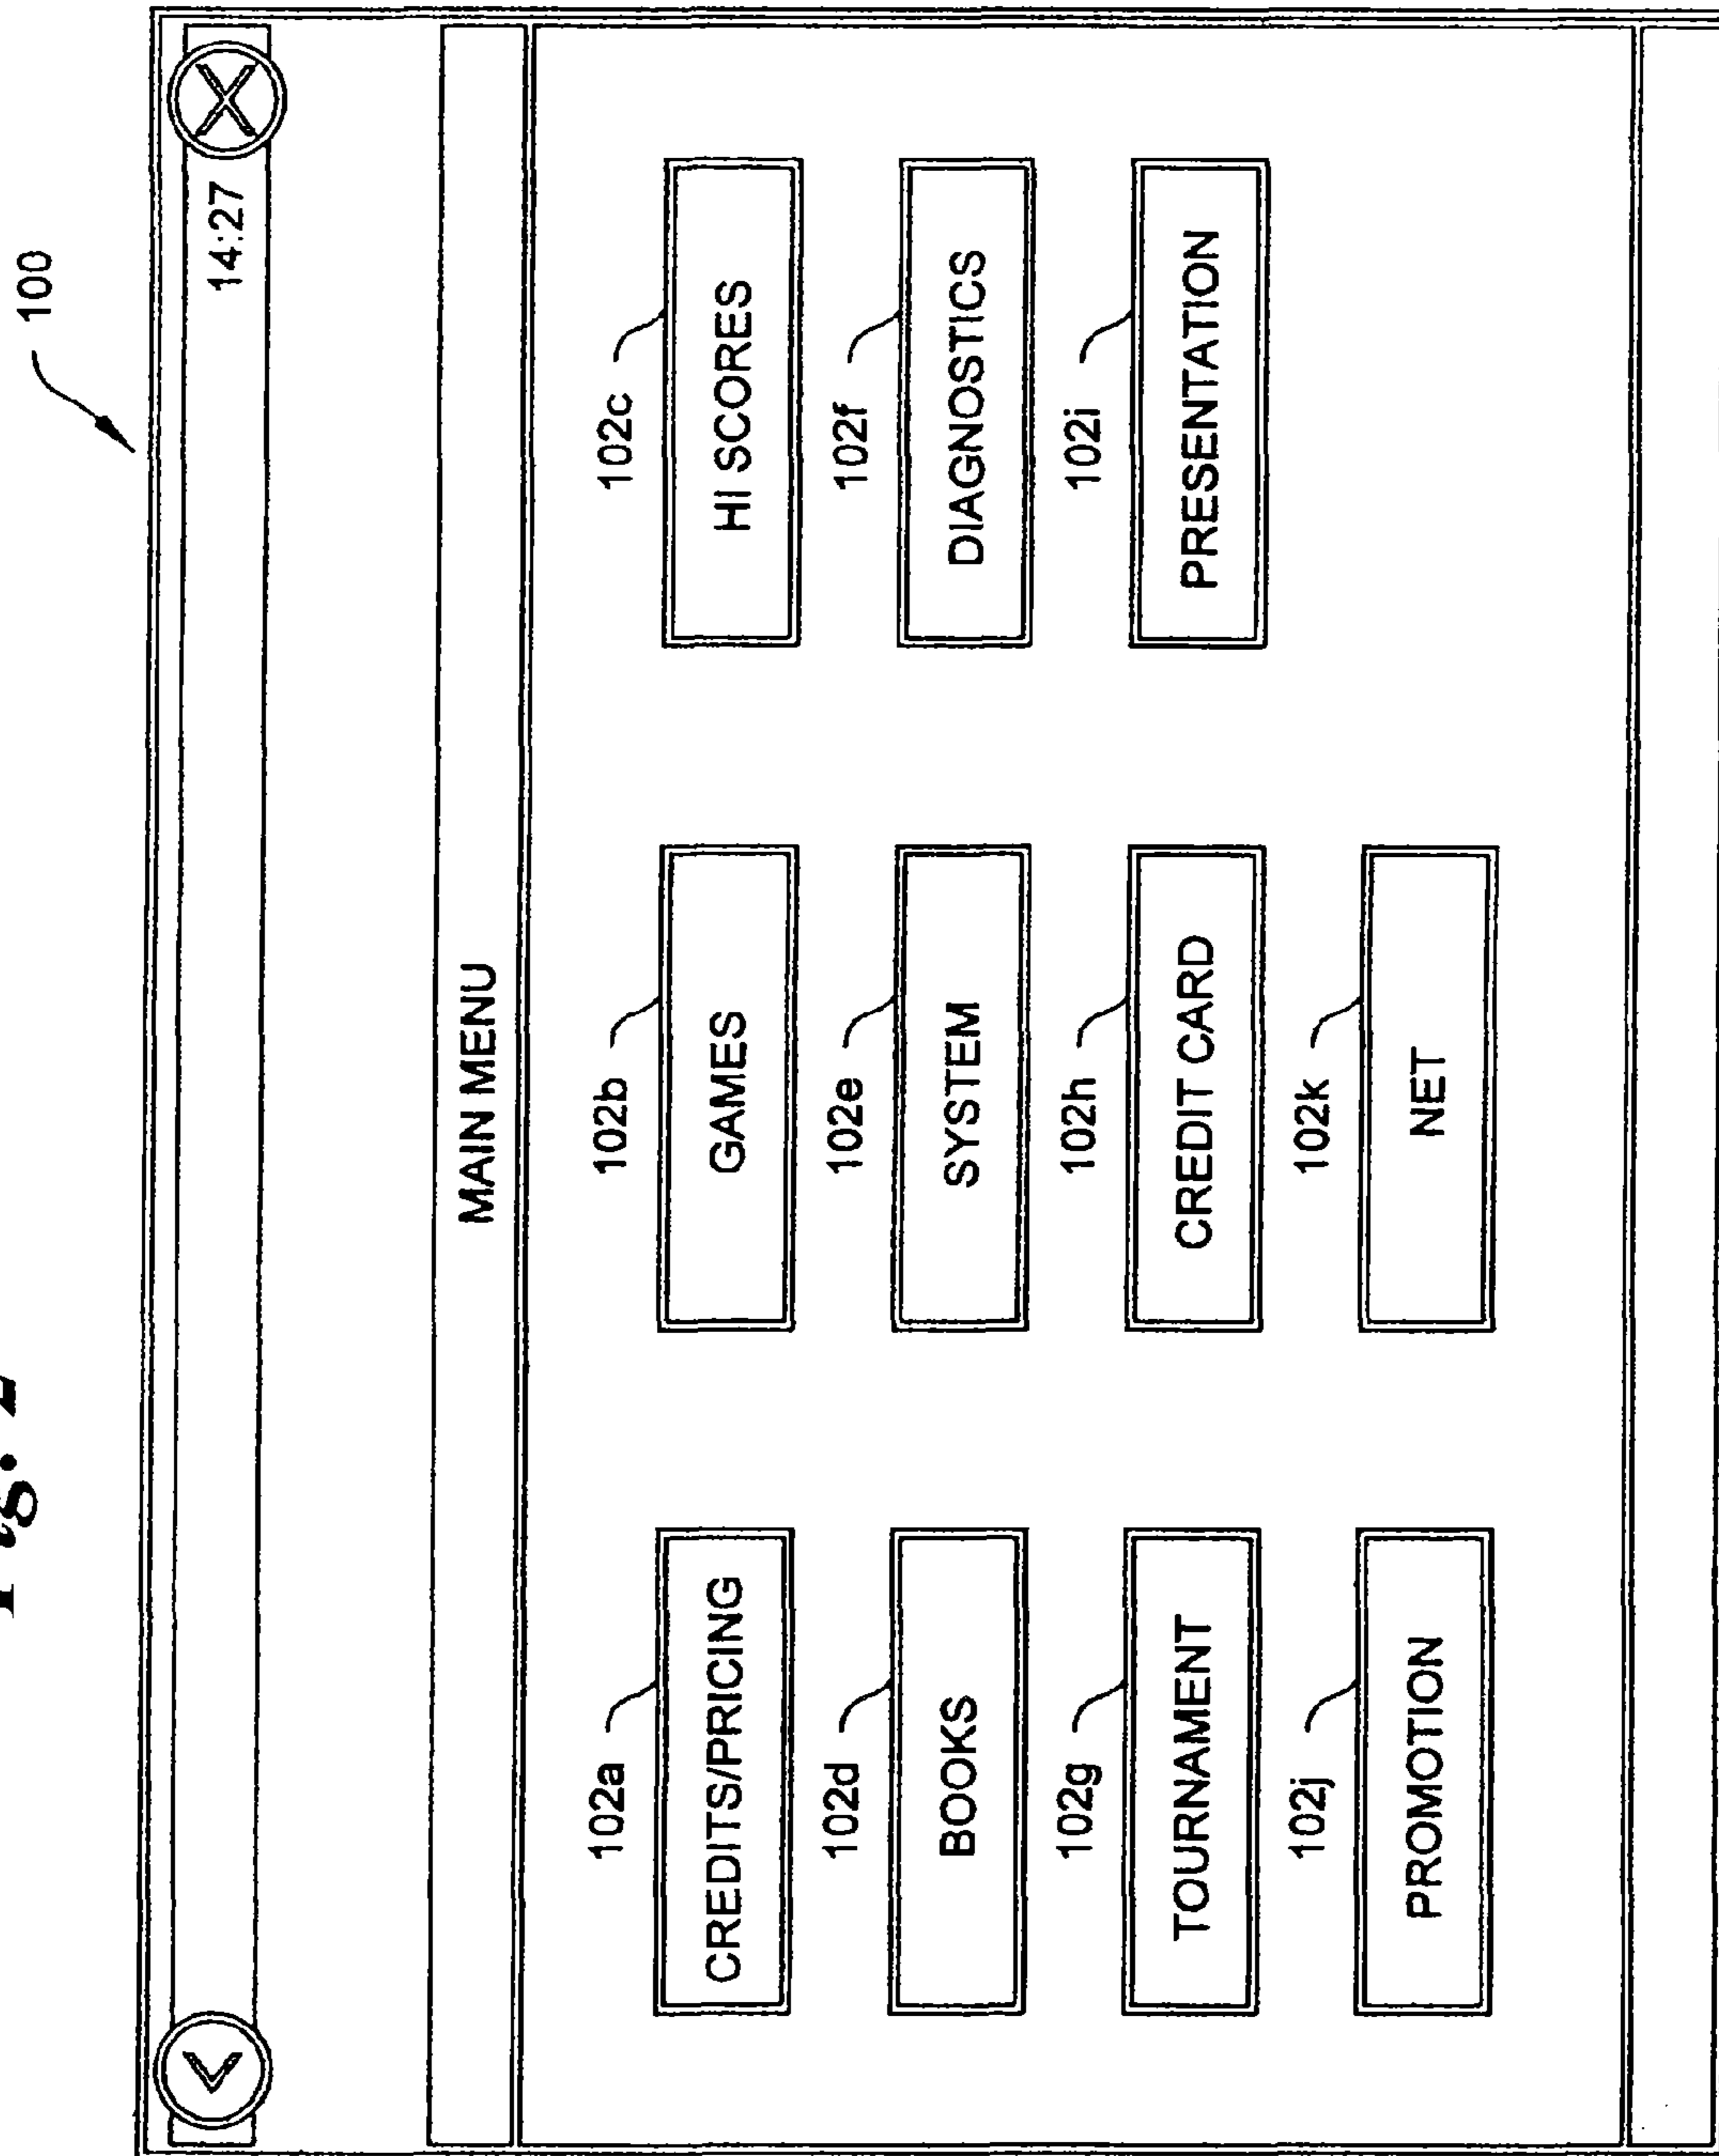 Fig. 2
100
14:27
MAIN MENU
102a 102b 102c
CREDITS/PRICING GAMES HI SCORES
102d 102e 102f
BOOKS SYSTEM DIAGNOSTICS
102g 102h 102i
TOURNAMENT CREDIT CARD PRESENTATION
102j 102k
PROMOTION NET